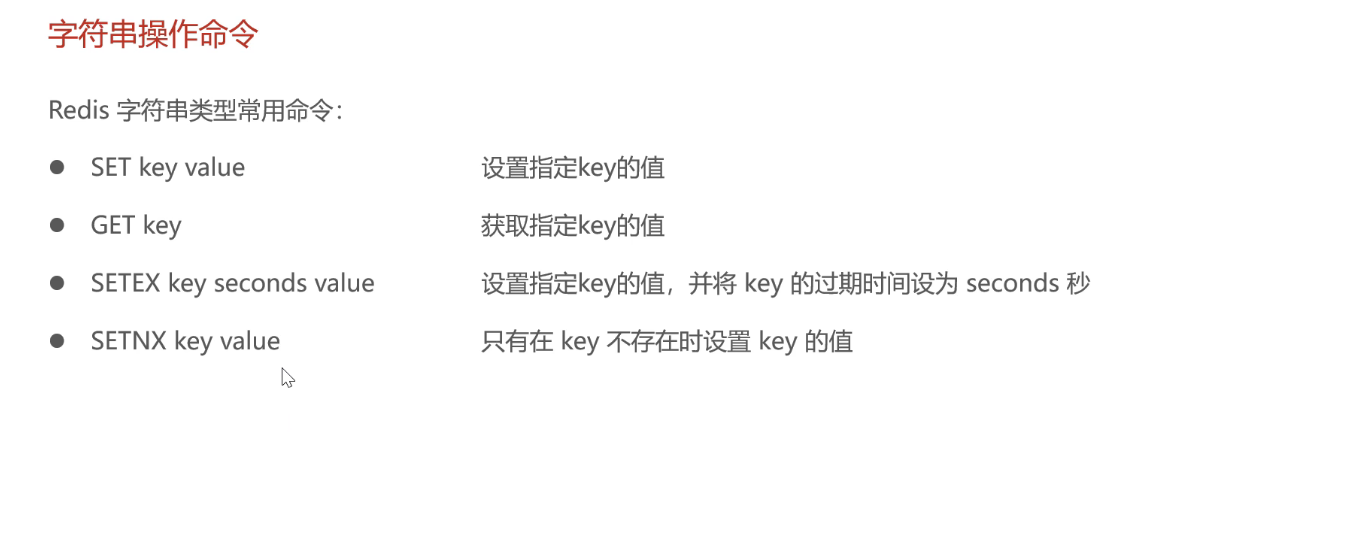 字符串操作命令
Redis 字符串类型常用命令：
● SET key value 设置指定key的值
● GET key 获取指定key的值
● SETEX key seconds value 设置指定key的值，并将 key 的过期时间设为 seconds 秒
● SETNX key value 只有在 key 不存在时设置 key 的值